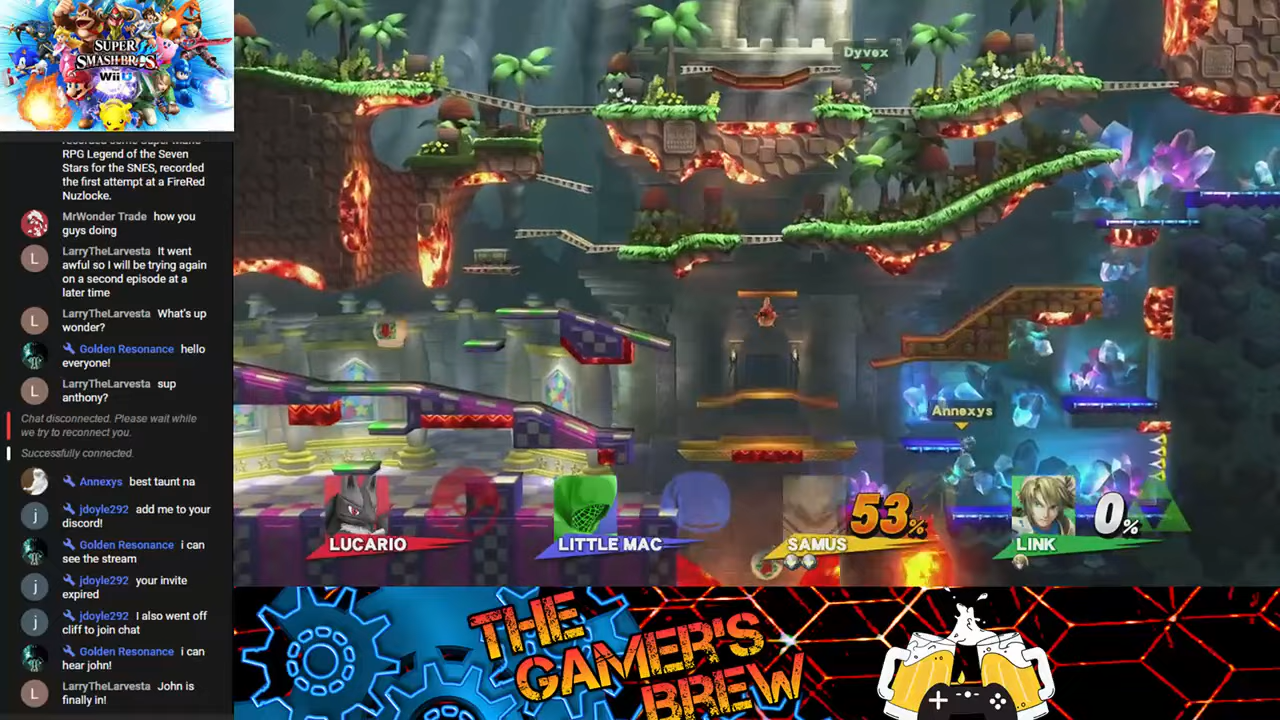 SUPER
SMASH BROS
Wii U
RPG Legend of the Seven
Stars for the SNES, recorded
the first attempt at a FireRed
Nuzlocke.
MrWonder Trade how you
guys doing
LarryTheLarvesta It went
awful so I will be trying again
on a second episode at a
later time
LarryTheLarvesta What's up
wonder?
Golden Resonance hello
everyone!
LarryTheLarvesta sup
anthony?
Chat disconnected. Please wait while
we try to reconnect you.
Successfully connected.
Annexys best taunt na
jdoyle292 add me to your
discord!
Golden Resonance i can
see the stream
jdoyle292 your invite
expired
jdoyle292 I also went off
cliff to join chat
Golden Resonance i can
hear john!
LarryTheLarvesta John is
finally in!
Dyvex
Annexys
LUCARIO
LITTLE MAC
SAMUS
53%
LINK
0%
THE
GAMER'S
BREW